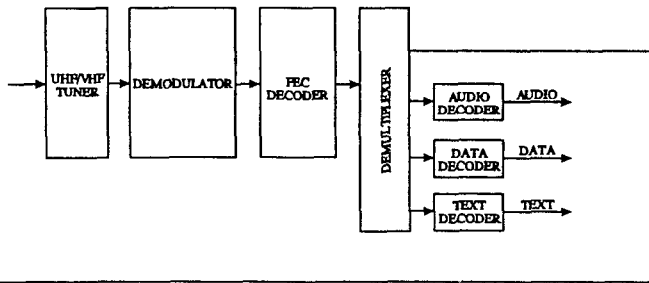 UHF/VHF
TUNER
DEMODULATOR
FEC
DECODER
DEMULTIPLEXER
AUDIO
DECODER
AUDIO
DATA
DECODER
DATA
TEXT
DECODER
TEXT